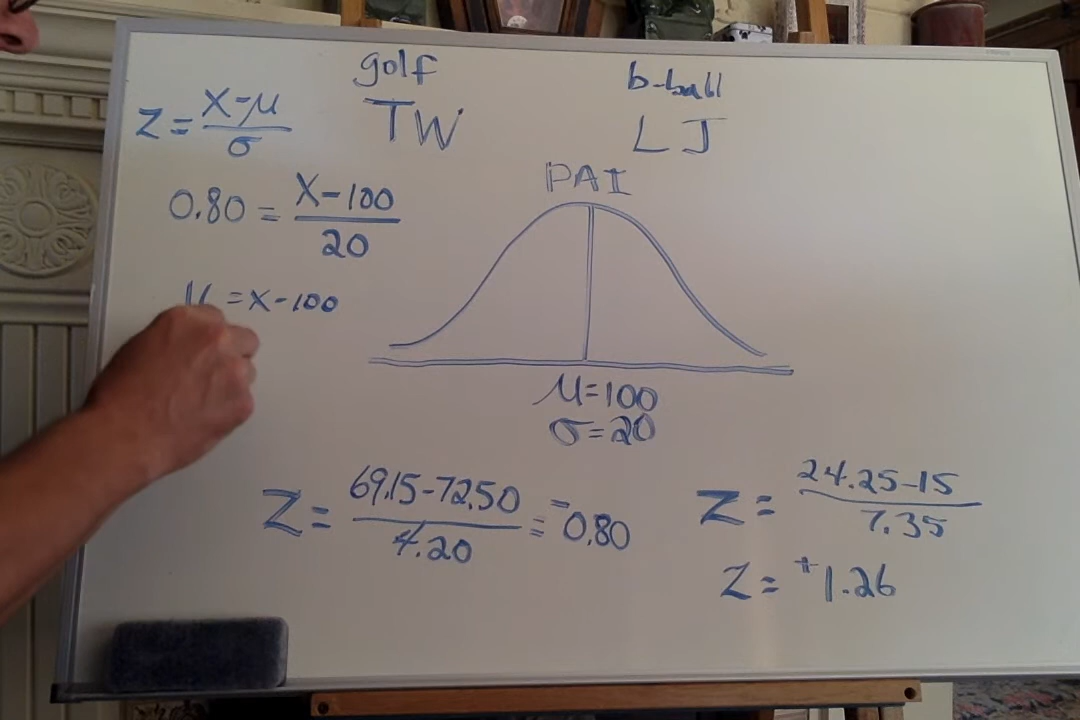 golf
b-ball
TW
LJ
Z = X-μ / σ
0.80 = X-100 / 20
= x - 100
PAI
μ=100
σ=20
Z = 69.15-72.50 / 4.20 = -0.80
Z = 24.25-15 / 7.35
Z = +1.26